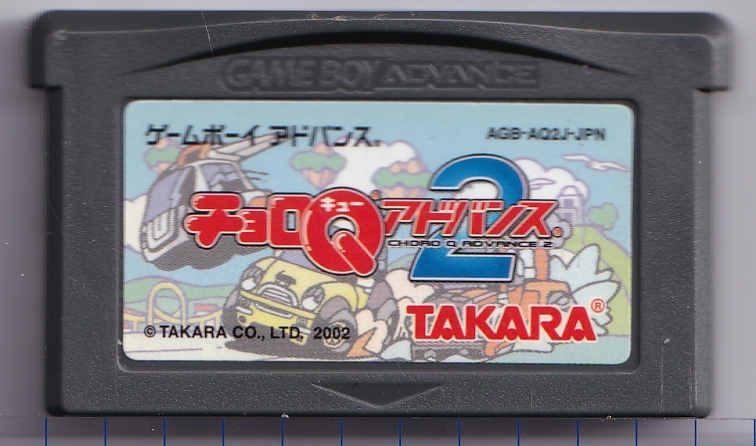 GAME BOY ADVANCE
ゲームボーイ アドバンス® AGB-AQ2J-JPN
チョロQ キュー アドバンス® 2
CHORO Q ADVANCE 2
©TAKARA CO., LTD. 2002 TAKARA®